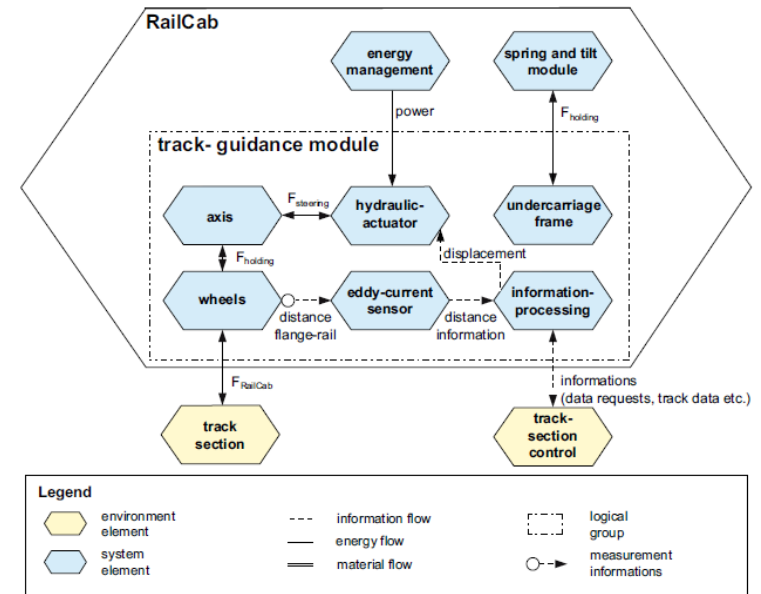 RailCab
energy
management
spring and tilt
module
power
F holding
track- guidance module
axis
F steering
hydraulic-
actuator
undercarriage
frame
displacement
F holding
wheels
eddy-current
sensor
information-
processing
distance
flange-rail
distance
information
F RailCab
informations
(data requests, track data etc.)
track
section
track-
section
control
Legend
environment
element
information flow
logical
group
energy flow
system
element
material flow
measurement
informations